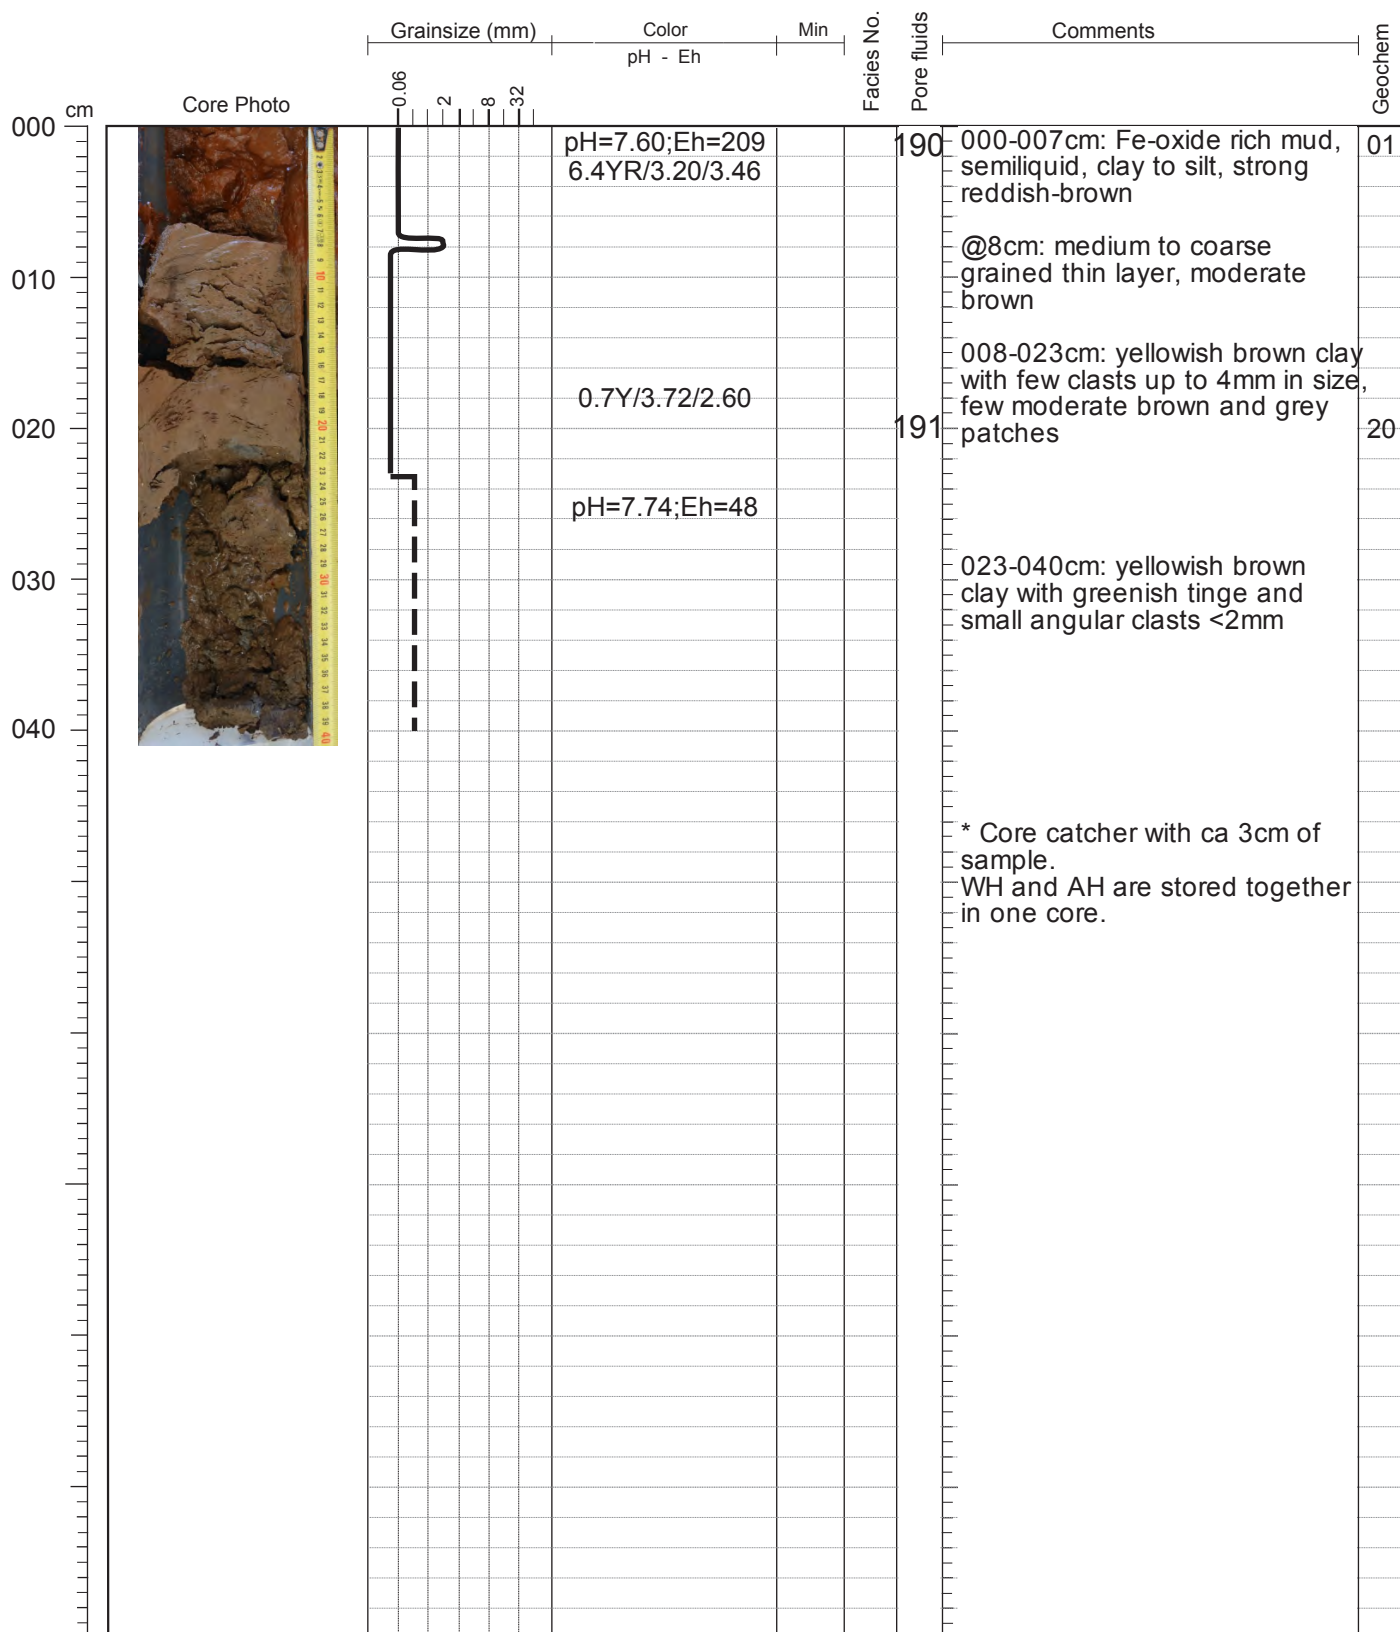 Grainsize (mm)
Color
Min
pH - Eh
Facies No.
Pore fluids
Comments
Geochem
cm
Core Photo
0.06
2
8
32
000
pH=7.60;Eh=209
6.4YR/3.20/3.46
190
000-007cm: Fe-oxide rich mud,
semiliquid, clay to silt, strong
reddish-brown
01
@8cm: medium to coarse
grained thin layer, moderate
brown
010
008-023cm: yellowish brown clay
with few clasts up to 4mm in size,
few moderate brown and grey
patches
0.7Y/3.72/2.60
020
191
20
pH=7.74;Eh=48
023-040cm: yellowish brown
clay with greenish tinge and
small angular clasts <2mm
030
040
* Core catcher with ca 3cm of
sample.
WH and AH are stored together
in one core.